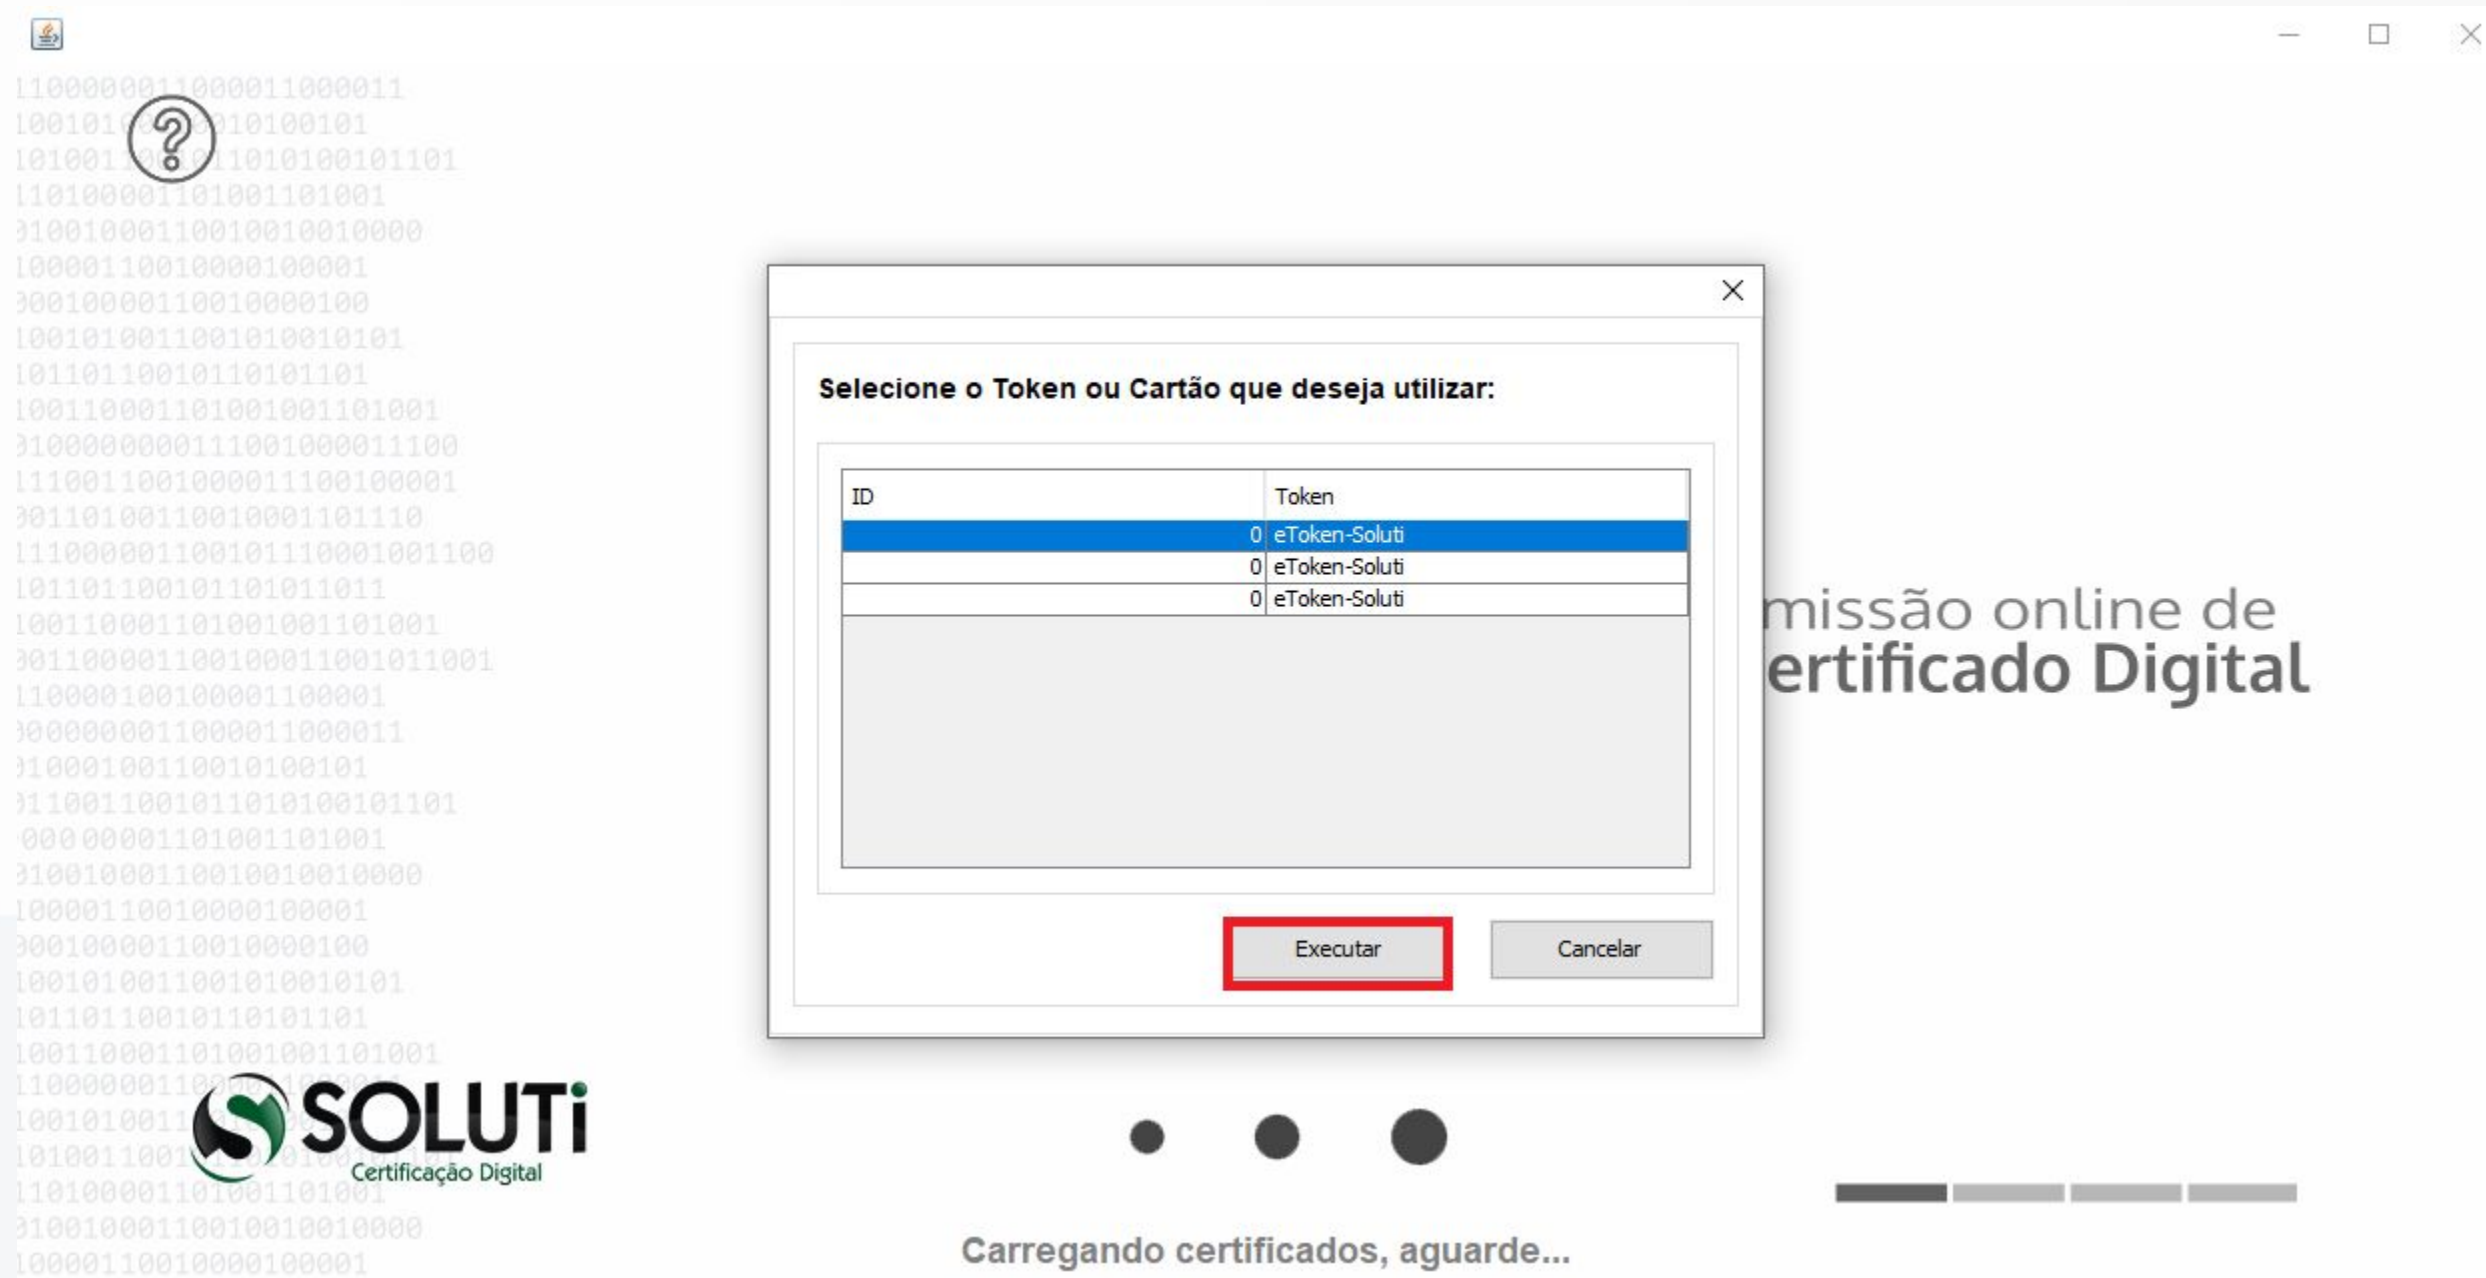 Selecione o Token ou Cartão que deseja utilizar:
ID Token
0 eToken-Soluti
0 eToken-Soluti
0 eToken-Soluti
missão online de
ertificado Digital
Executar Cancelar
SOLUTi
Certificação Digital
Carregando certificados, aguarde...